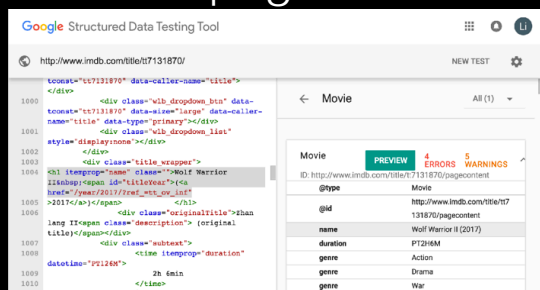 Google Structured Data Testing Tool
Li
http://www.imdb.com/title/tt7131870/
NEW TEST
tconst="tt7131870" data-caller-name="title">
</div>
1000 <div class="wlb_dropdown_btn" data-
tconst="tt7131870" data-size="large" data-caller-
name="title" data-type="primary"></div>
1001 <div class="wlb_dropdown_list"
style="display:none"></div>
1002 </div>
1003 <div class="title_wrapper">
1004 <h1 itemprop="name" class="">Wolf Warrior
II&nbsp;<span id="titleYear">(<a
href="/year/2017/?ref_=tt_ov_inf"
1005 >2017</a>)</span> </h1>
1006 <div class="originalTitle">Zhan
lang II<span class="description"> (original
title)</span></div>
1007 <div class="subtext">
1008 <time itemprop="duration"
datetime="PT126M">
1009 2h 6min
1010 </time>
← Movie
All (1)
Movie
PREVIEW
4 ERRORS
5 WARNINGS
ID: http://www.imdb.com/title/tt7131870/pagecontent
@type Movie
@id http://www.imdb.com/title/tt7
131870/pagecontent
name Wolf Warrior II (2017)
duration PT2H6M
genre Action
genre Drama
genre War